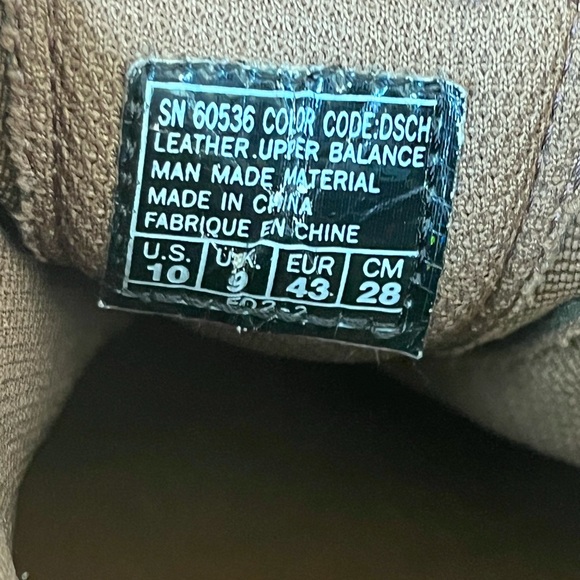 SN 60536 COLOR CODE:DSCH
LEATHER.UPPER BALANCE
MAN MADE MATERIAL
MADE IN CHINA
FABRIQUE EN CHINE
U.S. U.K. EUR CM
10 9 43 28